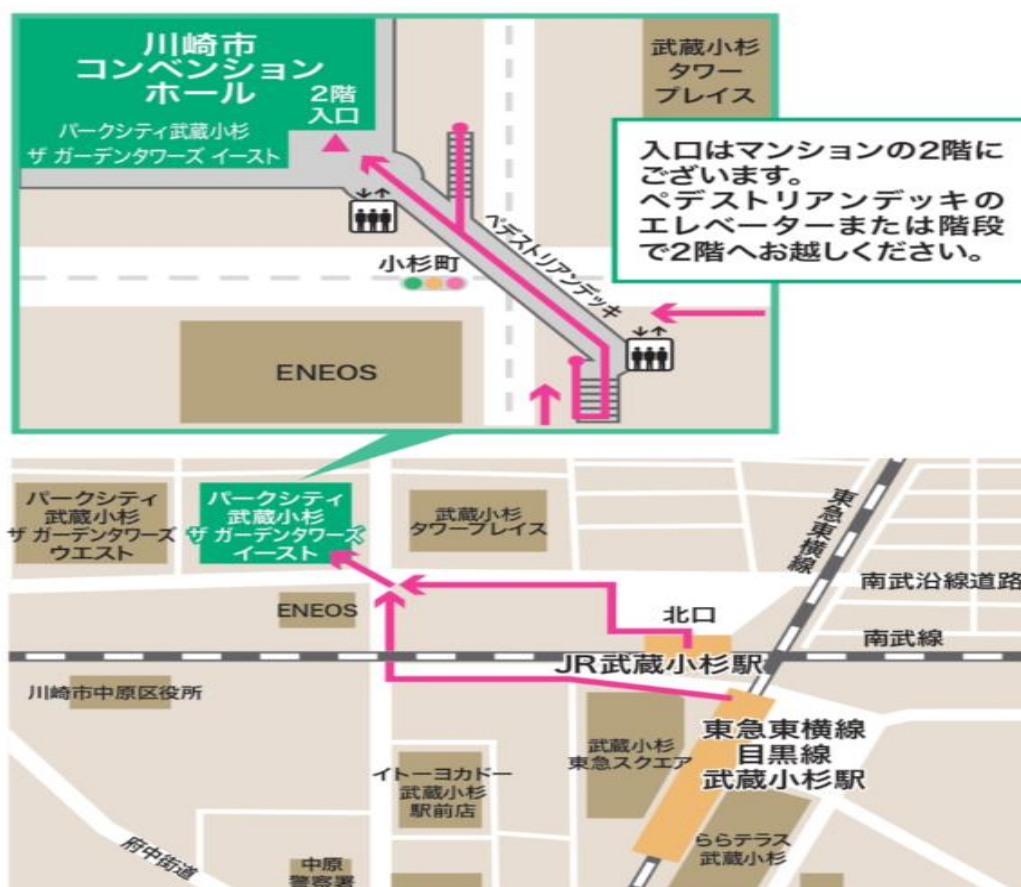 川崎市
コンベンション
ホール
2階
入口
パークシティ武蔵小杉
ザ ガーデンタワーズ イースト
武蔵小杉
タワー
プレイス
入口はマンションの2階に
ございます。
ペデストリアンデッキの
エレベーターまたは階段
で2階へお越しください。
ペデストリアンデッキ
小杉町
ENEOS
パークシティ
武蔵小杉
ザ ガーデンタワーズ
ウエスト
パークシティ
武蔵小杉
ザ ガーデンタワーズ
イースト
武蔵小杉
タワープレイス
東急東横線
南武沿線道路
ENEOS
北口
南武線
JR武蔵小杉駅
川崎市中原区役所
武蔵小杉
東急スクエア
東急東横線
目黒線
武蔵小杉駅
イトーヨカドー
武蔵小杉
駅前店
ららテラス
武蔵小杉
府中街道
中原
警察署